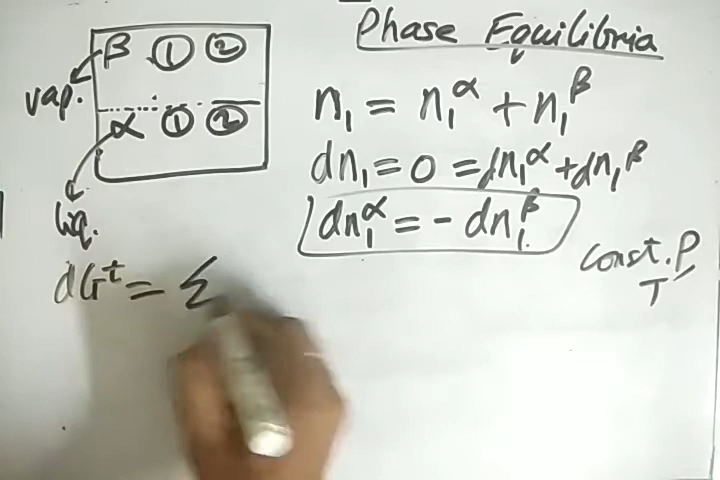 Phase Equilibria
β ① ②
vap.
α ① ②
liq.
n₁ = n₁^α + n₁^β
dn₁ = 0 = dn₁^α + dn₁^β
dn₁^α = - dn₁^β
const. P, T
dG^t = Σ